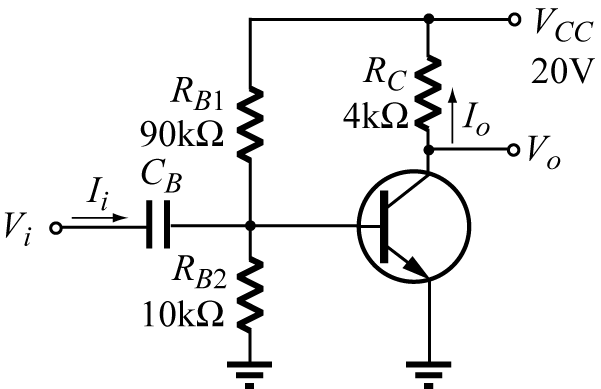 V_CC
20V
R_B1
90kΩ
R_C
4kΩ
I_o
V_o
C_B
I_i
V_i
R_B2
10kΩ